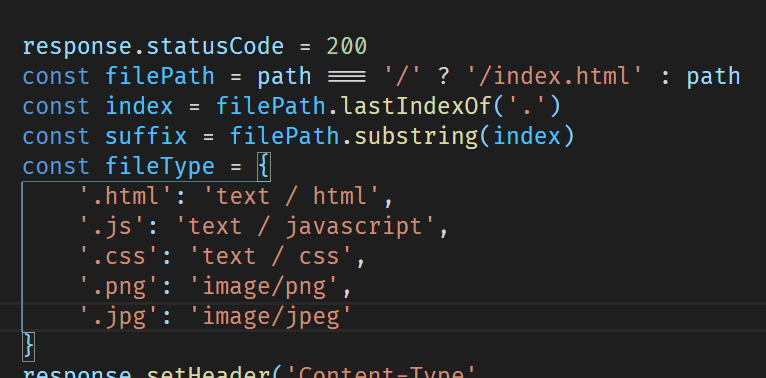 response.statusCode = 200
const filePath = path === '/' ? '/index.html' : path
const index = filePath.lastIndexOf('.')
const suffix = filePath.substring(index)
const fileType = {
'.html': 'text / html',
'.js': 'text / javascript',
'.css': 'text / css',
'.png': 'image/png',
'.jpg': 'image/jpeg'
}
response.setHeader('Content-Type'